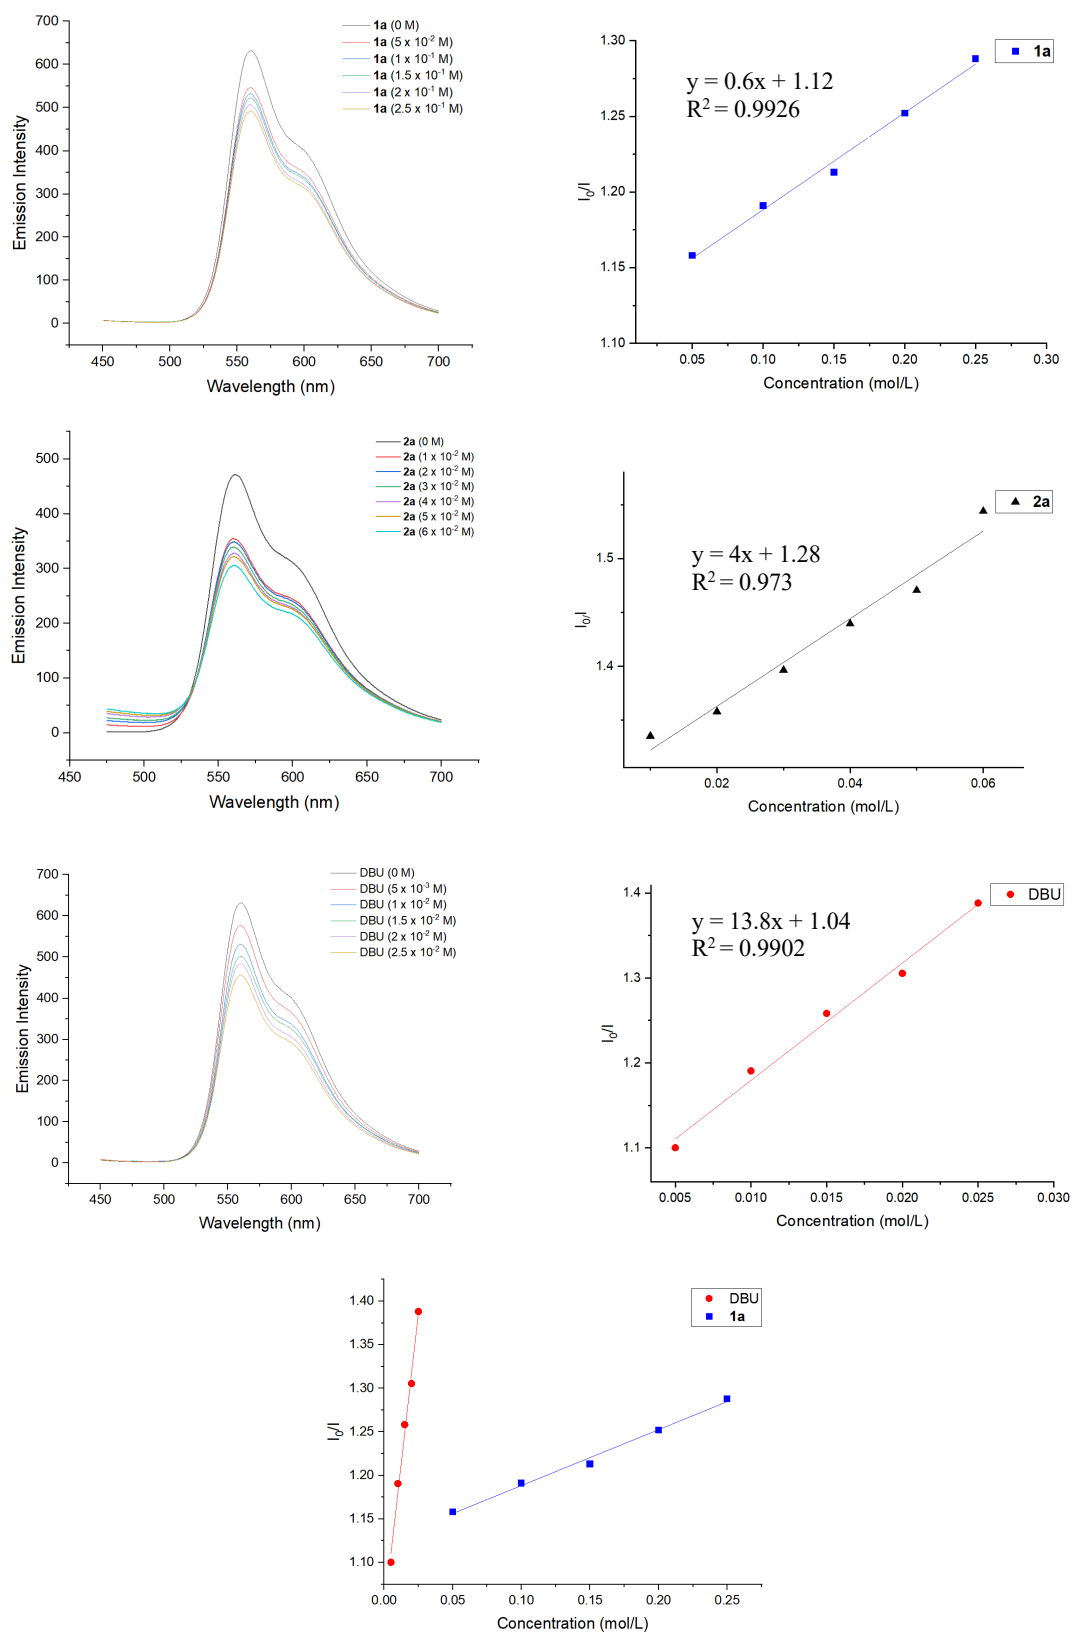 700
600
500
400
300
200
100
0
450 500 550 600 650 700
Emission Intensity
Wavelength (nm)
1a (0 M)
1a (5 x 10⁻² M)
1a (1 x 10⁻¹ M)
1a (1.5 x 10⁻¹ M)
1a (2 x 10⁻¹ M)
1a (2.5 x 10⁻¹ M)
1.30
1.25
1.20
1.15
1.10
0.05 0.10 0.15 0.20 0.25 0.30
I₀/I
Concentration (mol/L)
1a
y = 0.6x + 1.12
R² = 0.9926
500
400
300
200
100
0
450 500 550 600 650 700
Emission Intensity
Wavelength (nm)
2a (0 M)
2a (1 x 10⁻² M)
2a (2 x 10⁻² M)
2a (3 x 10⁻² M)
2a (4 x 10⁻² M)
2a (5 x 10⁻² M)
2a (6 x 10⁻² M)
1.5
1.4
0.02 0.04 0.06
I₀/I
Concentration (mol/L)
2a
y = 4x + 1.28
R² = 0.973
700
600
500
400
300
200
100
0
450 500 550 600 650 700
Emission Intensity
Wavelength (nm)
DBU (0 M)
DBU (5 x 10⁻³ M)
DBU (1 x 10⁻² M)
DBU (1.5 x 10⁻² M)
DBU (2 x 10⁻² M)
DBU (2.5 x 10⁻² M)
1.4
1.3
1.2
1.1
0.005 0.010 0.015 0.020 0.025 0.030
I₀/I
Concentration (mol/L)
DBU
y = 13.8x + 1.04
R² = 0.9902
1.40
1.35
1.30
1.25
1.20
1.15
1.10
0.00 0.05 0.10 0.15 0.20 0.25
I₀/I
Concentration (mol/L)
DBU
1a